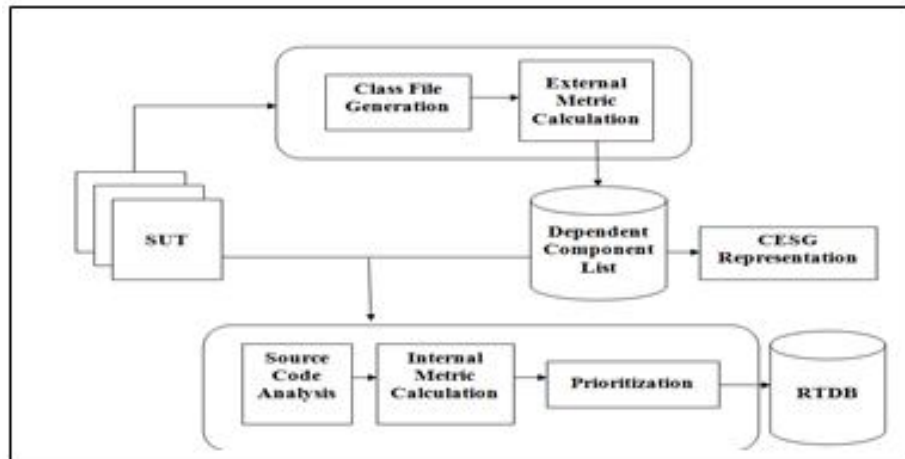 Class File
Generation
External
Metric
Calculation
SUT
Dependent
Component
List
CESG
Representation
Source
Code
Analysis
Internal
Metric
Calculation
Prioritization
RTDB